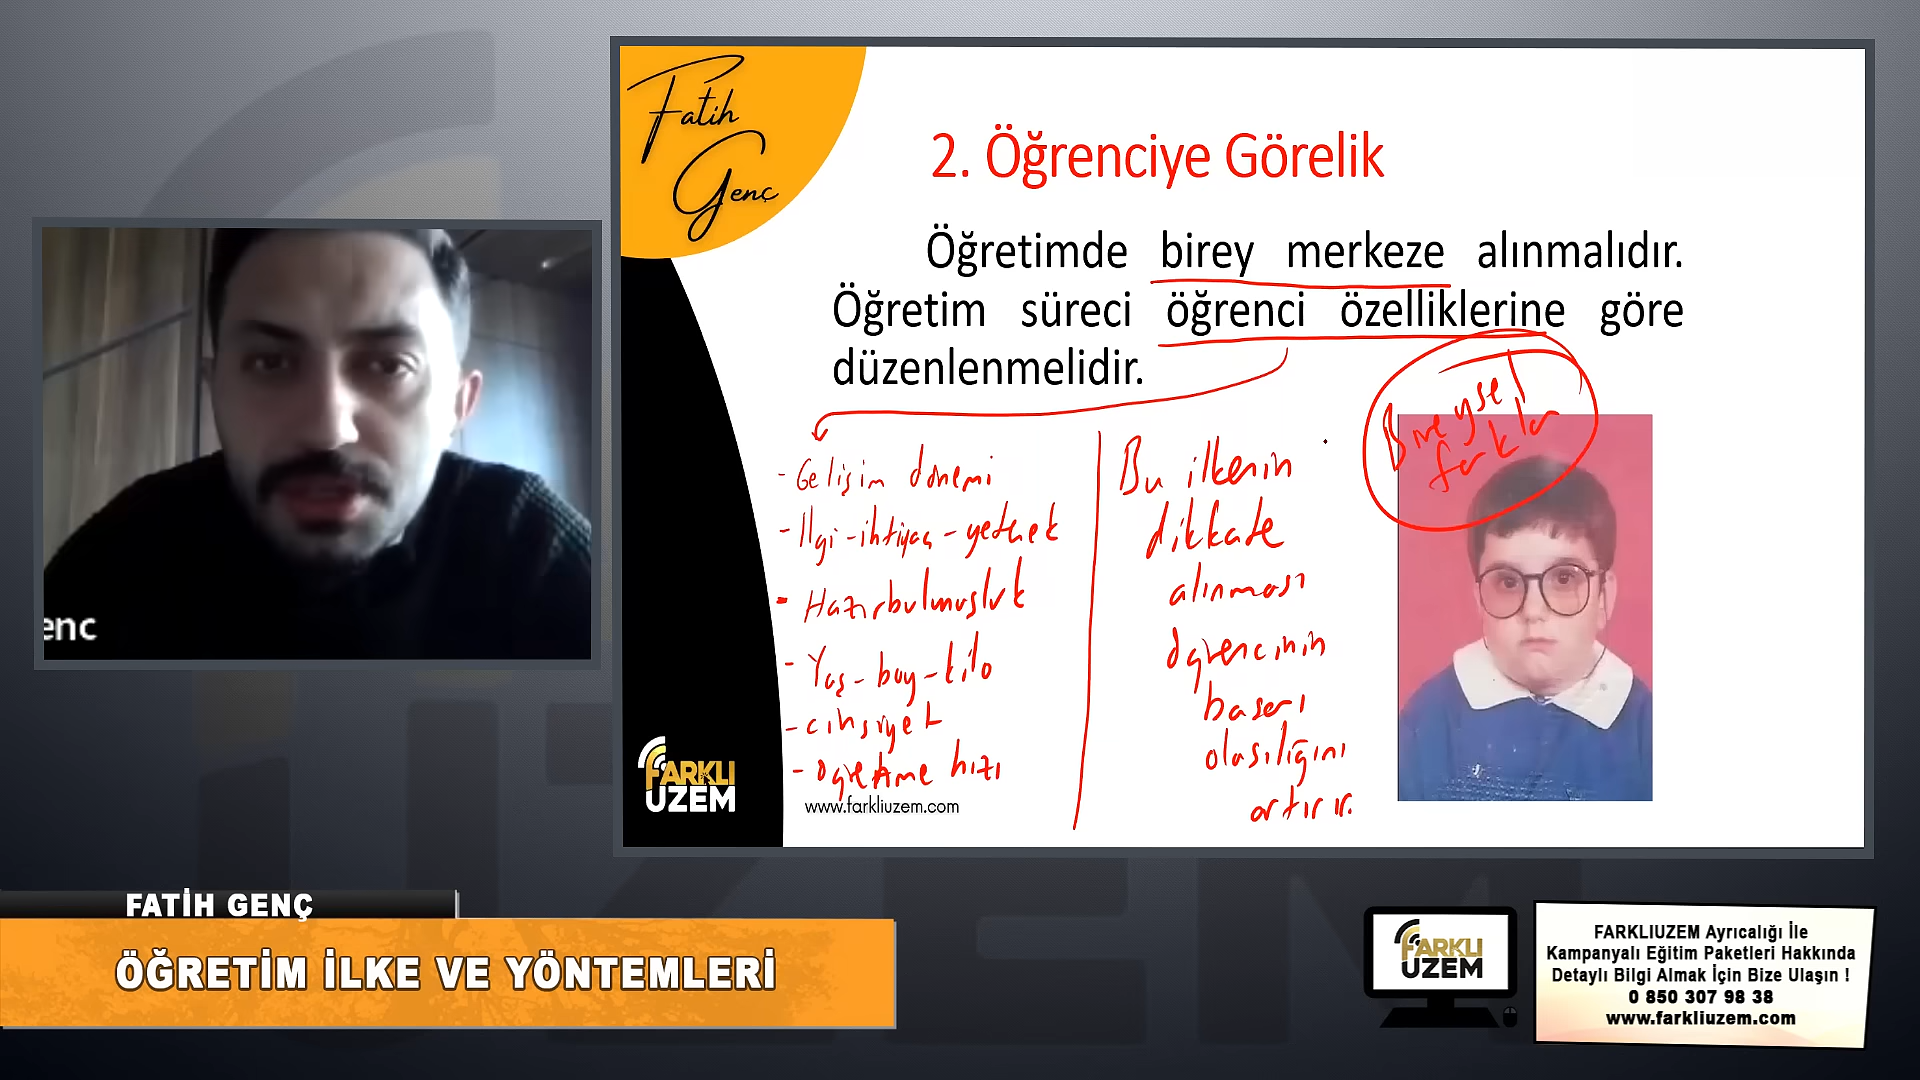 Fatih
Genç
2. Öğrenciye Görelik
Öğretimde birey merkeze alınmalıdır.
Öğretim süreci öğrenci özelliklerine göre
düzenlenmelidir.
Bireysel
farklar
- Gelişim dönemi
- İlgi - ihtiyaç - yetenek
- Hazırbulunuşluk
- Yaş - boy - kilo
- cinsiyet
- öğretme hızı
Bu ilkenin
dikkate
alınması
öğrencinin
başarı
olasılığını
artırır.
enc
FARKLI
UZEM
www.farkliuzem.com
FATİH GENÇ
ÖĞRETİM İLKE VE YÖNTEMLERİ
FARKLI
UZEM
FARKLIUZEM Ayrıcalığı İle
Kampanyalı Eğitim Paketleri Hakkında
Detaylı Bilgi Almak İçin Bize Ulaşın !
0 850 307 98 38
www.farkliuzem.com